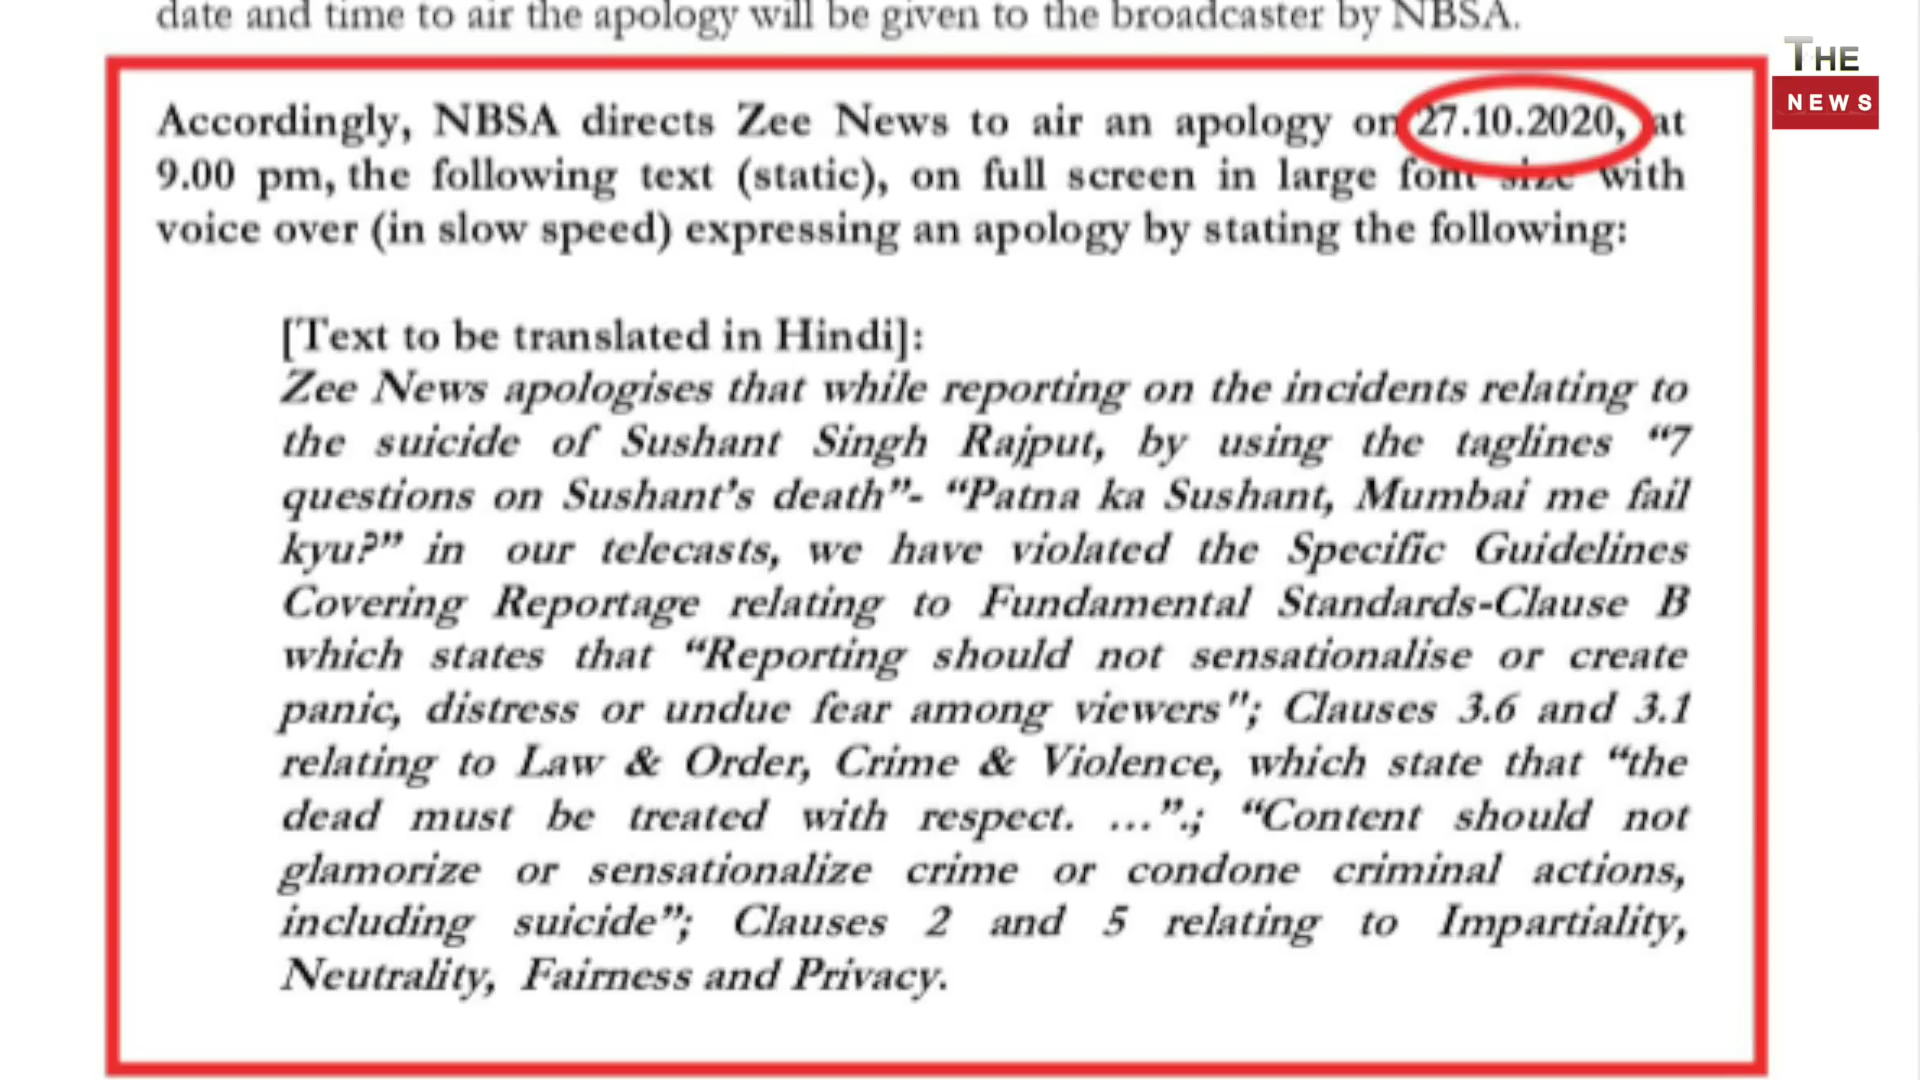 date and time to air the apology will be given to the broadcaster by NBSA.
THE
NEWS
Accordingly, NBSA directs Zee News to air an apology on 27.10.2020, at
9.00 pm, the following text (static), on full screen in large font size with
voice over (in slow speed) expressing an apology by stating the following:
[Text to be translated in Hindi]:
Zee News apologises that while reporting on the incidents relating to
the suicide of Sushant Singh Rajput, by using the taglines “7
questions on Sushant’s death”- “Patna ka Sushant, Mumbai me fail
kyu?” in our telecasts, we have violated the Specific Guidelines
Covering Reportage relating to Fundamental Standards-Clause B
which states that “Reporting should not sensationalise or create
panic, distress or undue fear among viewers"; Clauses 3.6 and 3.1
relating to Law & Order, Crime & Violence, which state that “the
dead must be treated with respect. ...”.; “Content should not
glamorize or sensationalize crime or condone criminal actions,
including suicide”; Clauses 2 and 5 relating to Impartiality,
Neutrality, Fairness and Privacy.